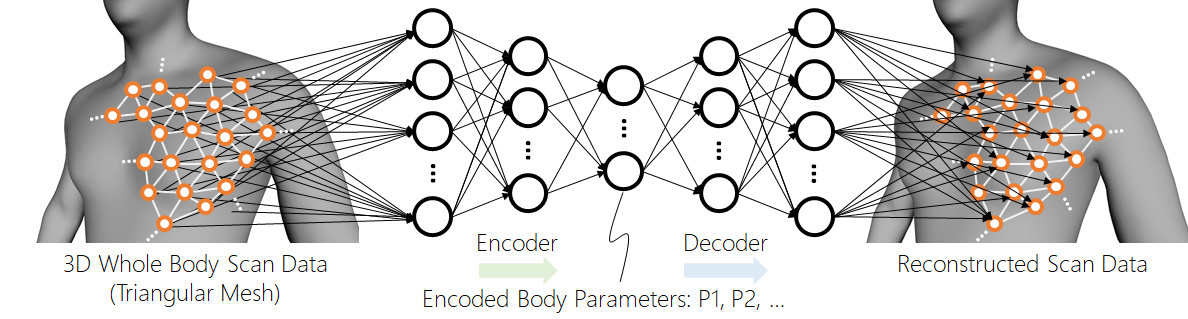 Encoder
Decoder
3D Whole Body Scan Data
(Triangular Mesh)
Encoded Body Parameters: P1, P2, ...
Reconstructed Scan Data